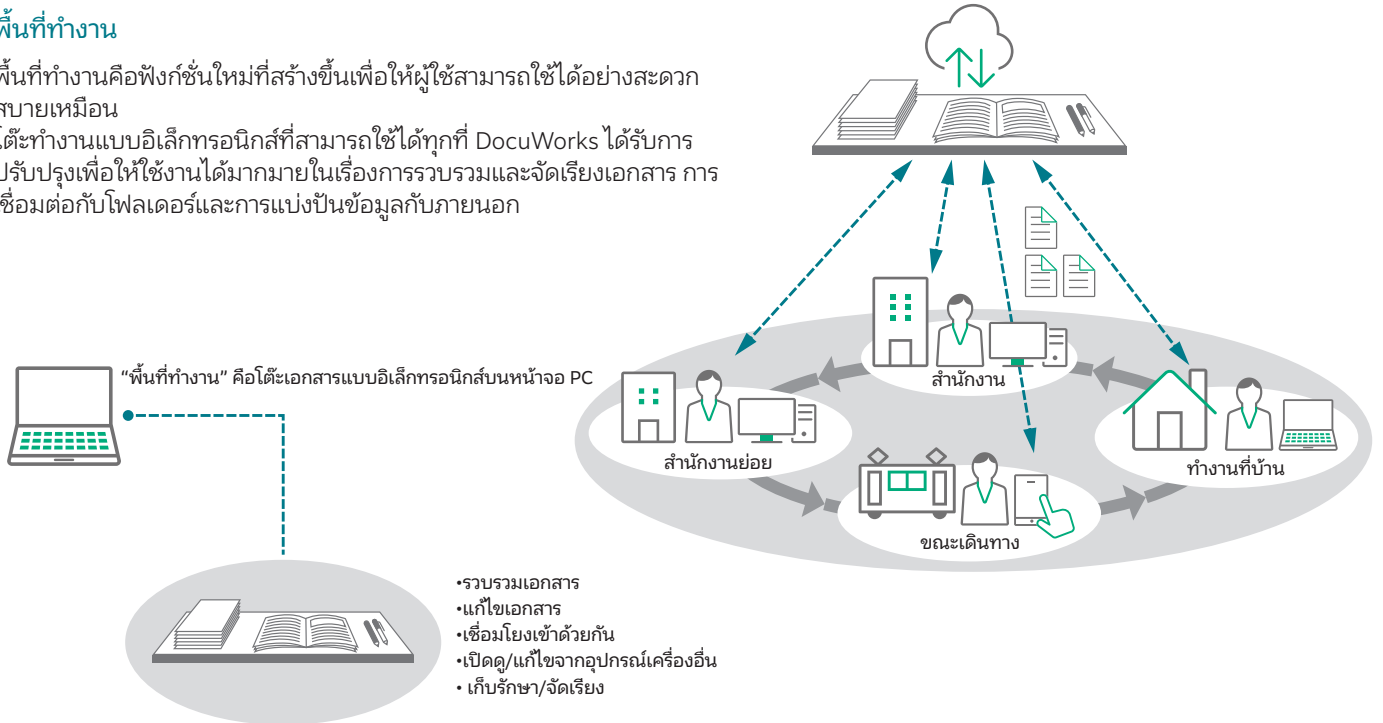 พื้นที่ทำงาน
พื้นที่ทำงานคือฟังก์ชั่นใหม่ที่สร้างขึ้นเพื่อให้ผู้ใช้สามารถใช้ได้อย่างสะดวก
สบายเหมือน
โต๊ะทำงานแบบอิเล็กทรอนิกส์ที่สามารถใช้ได้ทุกที่ DocuWorks ได้รับการ
ปรับปรุงเพื่อให้ใช้งานได้มากมายในเรื่องการรวบรวมและจัดเรียงเอกสาร การ
เชื่อมต่อกับโฟลเดอร์และการแบ่งปันข้อมูลกับภายนอก
“พื้นที่ทำงาน” คือโต๊ะเอกสารแบบอิเล็กทรอนิกส์บนหน้าจอ PC
สำนักงาน
สำนักงานย่อย
ทำงานที่บ้าน
ขณะเดินทาง
•รวบรวมเอกสาร
•แก้ไขเอกสาร
•เชื่อมโยงเข้าด้วยกัน
•เปิดดู/แก้ไขจากอุปกรณ์เครื่องอื่น
• เก็บรักษา/จัดเรียง